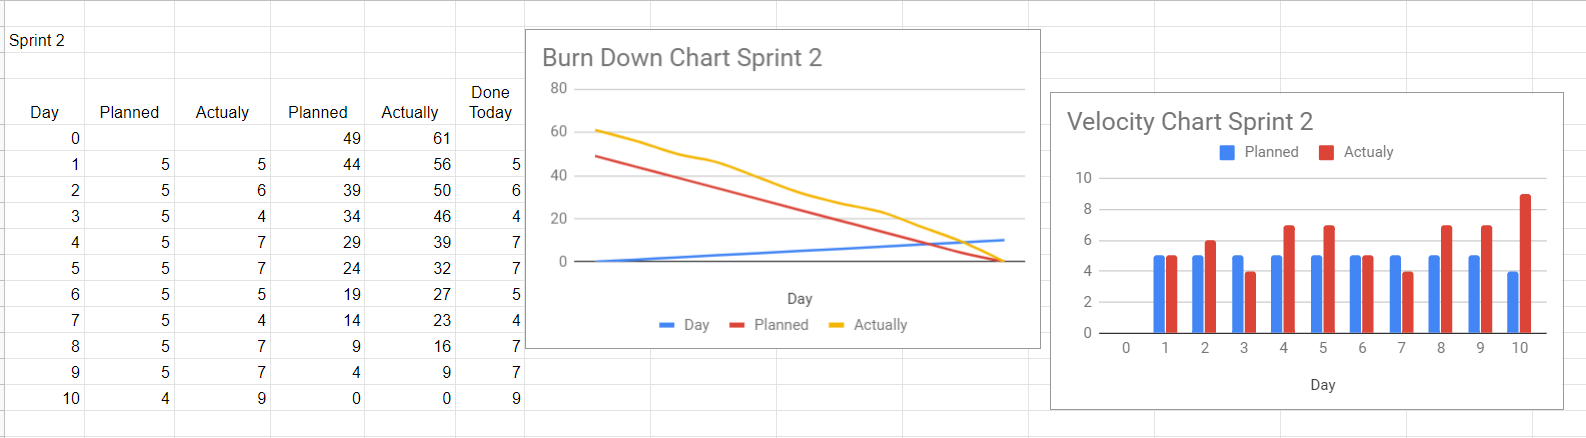 Sprint 2
Day Planned Actualy Planned Actually Done Today
0 49 61
1 5 5 44 56 5
2 5 6 39 50 6
3 5 4 34 46 4
4 5 7 29 39 7
5 5 7 24 32 7
6 5 5 19 27 5
7 5 4 14 23 4
8 5 7 9 16 7
9 5 7 4 9 7
10 4 9 0 0 9
Burn Down Chart Sprint 2
80
60
40
20
0
Day
Day Planned Actually
Velocity Chart Sprint 2
Planned Actualy
10
8
6
4
2
0
0 1 2 3 4 5 6 7 8 9 10
Day